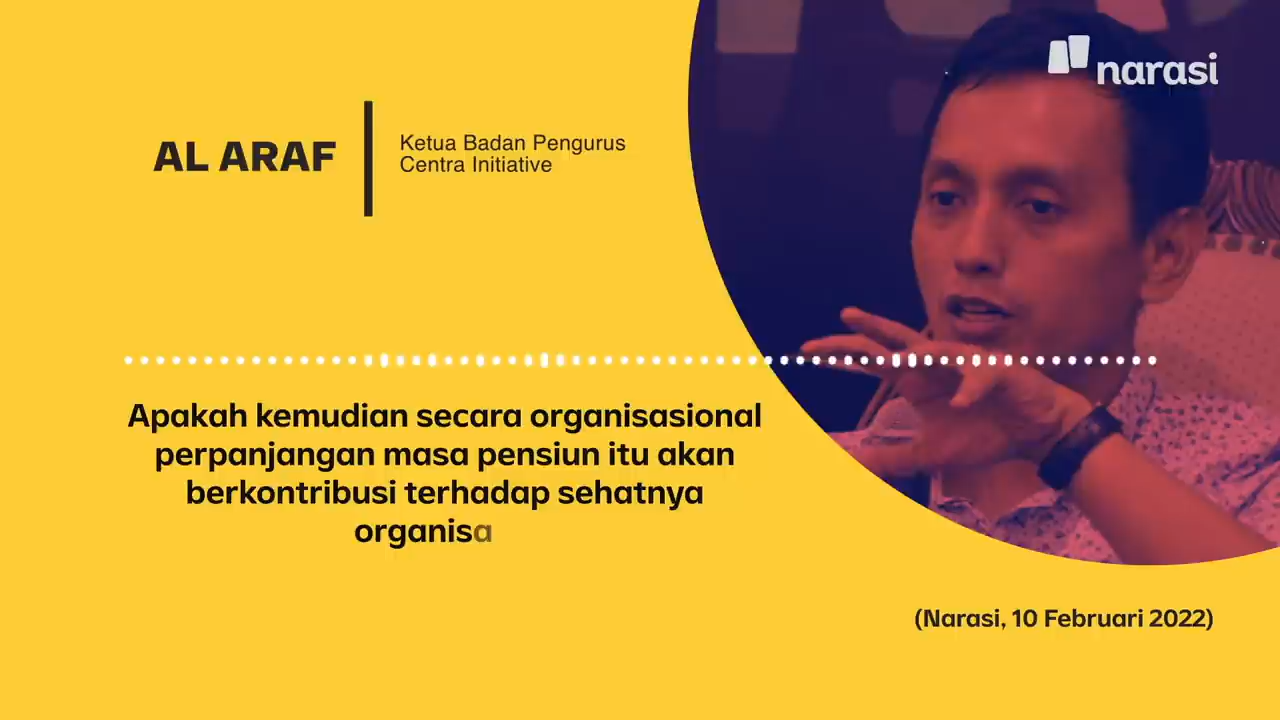 narasi
AL ARAF
Ketua Badan Pengurus
Centra Initiative
Apakah kemudian secara organisasional
perpanjangan masa pensiun itu akan
berkontribusi terhadap sehatnya
organisa
(Narasi, 10 Februari 2022)